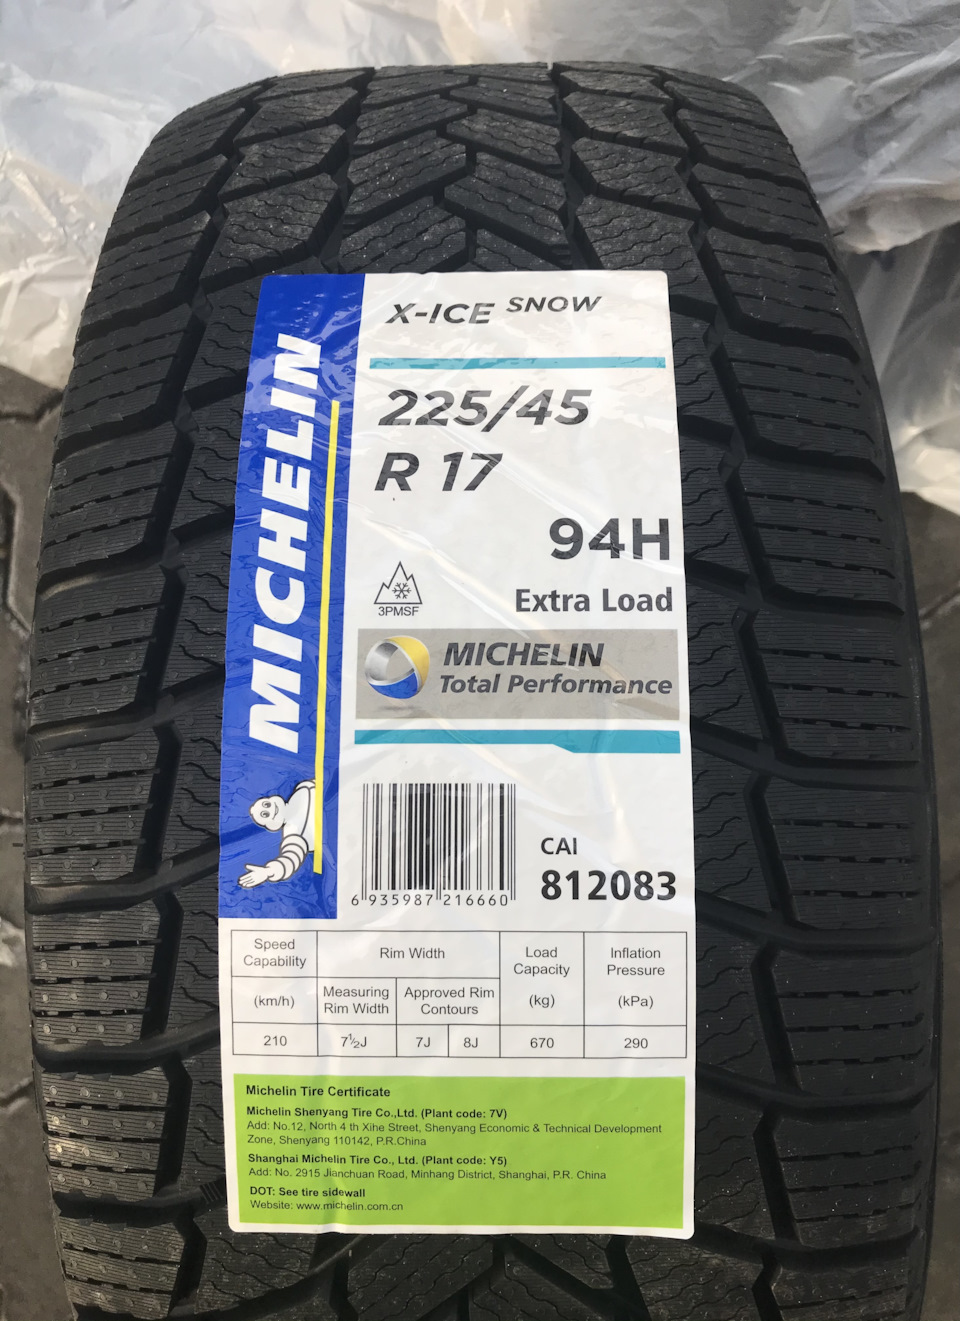 MICHELIN
X-ICE SNOW
225/45
R 17
94H
3PMSF
Extra Load
MICHELIN
Total Performance
6 935987 216660
CAI
812083
Speed Capability
Rim Width
Load Capacity
Inflation Pressure
(km/h)
Measuring Rim Width
Approved Rim Contours
(kg)
(kPa)
210
7½J
7J
8J
670
290
Michelin Tire Certificate
Michelin Shenyang Tire Co.,Ltd. (Plant code: 7V)
Add: No.12, North 4 th Xihe Street, Shenyang Economic & Technical Development
Zone, Shenyang 110142, P.R.China
Shanghai Michelin Tire Co., Ltd. (Plant code: Y5)
Add: No. 2915 Jianchuan Road, Minhang District, Shanghai, P.R. China
DOT: See tire sidewall
Website: www.michelin.com.cn